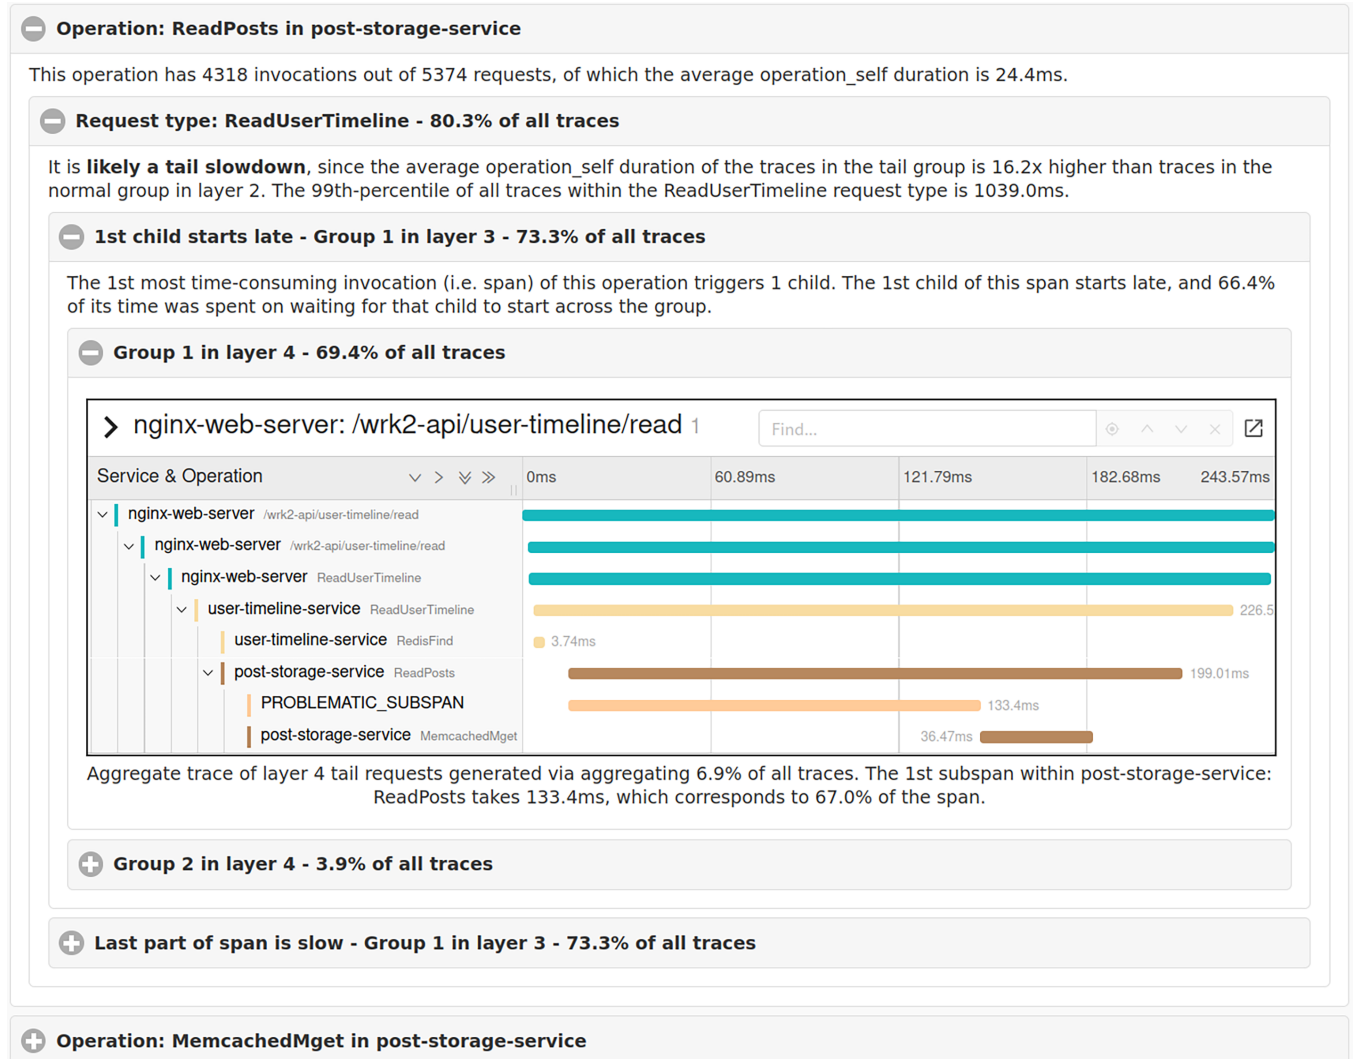 Operation: ReadPosts in post-storage-service
This operation has 4318 invocations out of 5374 requests, of which the average operation_self duration is 24.4ms.
Request type: ReadUserTimeline - 80.3% of all traces
It is likely a tail slowdown, since the average operation_self duration of the traces in the tail group is 16.2x higher than traces in the
normal group in layer 2. The 99th-percentile of all traces within the ReadUserTimeline request type is 1039.0ms.
1st child starts late - Group 1 in layer 3 - 73.3% of all traces
The 1st most time-consuming invocation (i.e. span) of this operation triggers 1 child. The 1st child of this span starts late, and 66.4%
of its time was spent on waiting for that child to start across the group.
Group 1 in layer 4 - 69.4% of all traces
nginx-web-server: /wrk2-api/user-timeline/read 1 Find...
Service & Operation 0ms 60.89ms 121.79ms 182.68ms 243.57ms
nginx-web-server /wrk2-api/user-timeline/read
nginx-web-server /wrk2-api/user-timeline/read
nginx-web-server ReadUserTimeline
user-timeline-service ReadUserTimeline 226.5
user-timeline-service RedisFind 3.74ms
post-storage-service ReadPosts 199.01ms
PROBLEMATIC_SUBSPAN 133.4ms
post-storage-service MemcachedMget 36.47ms
Aggregate trace of layer 4 tail requests generated via aggregating 6.9% of all traces. The 1st subspan within post-storage-service:
ReadPosts takes 133.4ms, which corresponds to 67.0% of the span.
Group 2 in layer 4 - 3.9% of all traces
Last part of span is slow - Group 1 in layer 3 - 73.3% of all traces
Operation: MemcachedMget in post-storage-service